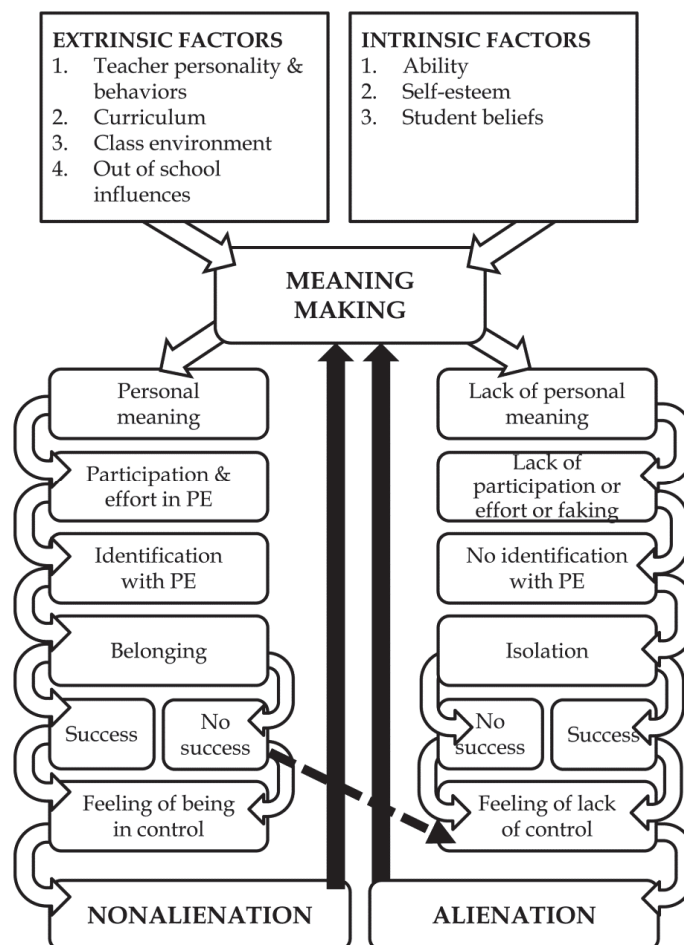 EXTRINSIC FACTORS
1. Teacher personality &
behaviors
2. Curriculum
3. Class environment
4. Out of school
influences
INTRINSIC FACTORS
1. Ability
2. Self-esteem
3. Student beliefs
MEANING
MAKING
Personal
meaning
Participation &
effort in PE
Identification
with PE
Belonging
Success
No
success
Feeling of being
in control
NONALIENATION
Lack of personal
meaning
Lack of
participation or
effort or faking
No identification
with PE
Isolation
No
success
Success
Feeling of lack
of control
ALIENATION